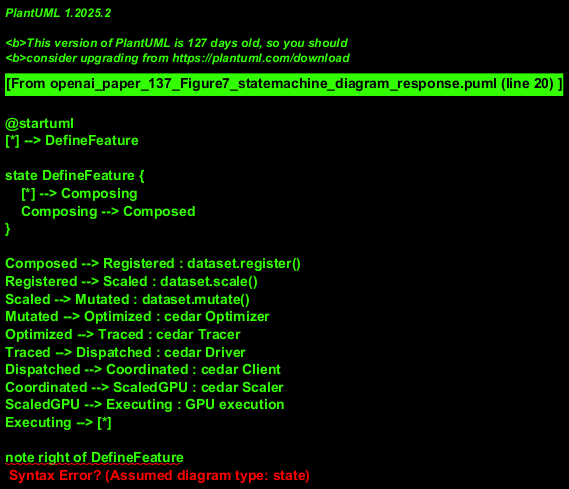 PlantUML 1.2025.2
<b>This version of PlantUML is 127 days old, so you should
<b>consider upgrading from https://plantuml.com/download
[From openai_paper_137_Figure7_statemachine_diagram_response.puml (line 20) ]
@startuml
[*] --> DefineFeature
state DefineFeature {
    [*] --> Composing
    Composing --> Composed
}
Composed --> Registered : dataset.register()
Registered --> Scaled : dataset.scale()
Scaled --> Mutated : dataset.mutate()
Mutated --> Optimized : cedar Optimizer
Optimized --> Traced : cedar Tracer
Traced --> Dispatched : cedar Driver
Dispatched --> Coordinated : cedar Client
Coordinated --> ScaledGPU : cedar Scaler
ScaledGPU --> Executing : GPU execution
Executing --> [*]
note right of DefineFeature
Syntax Error? (Assumed diagram type: state)